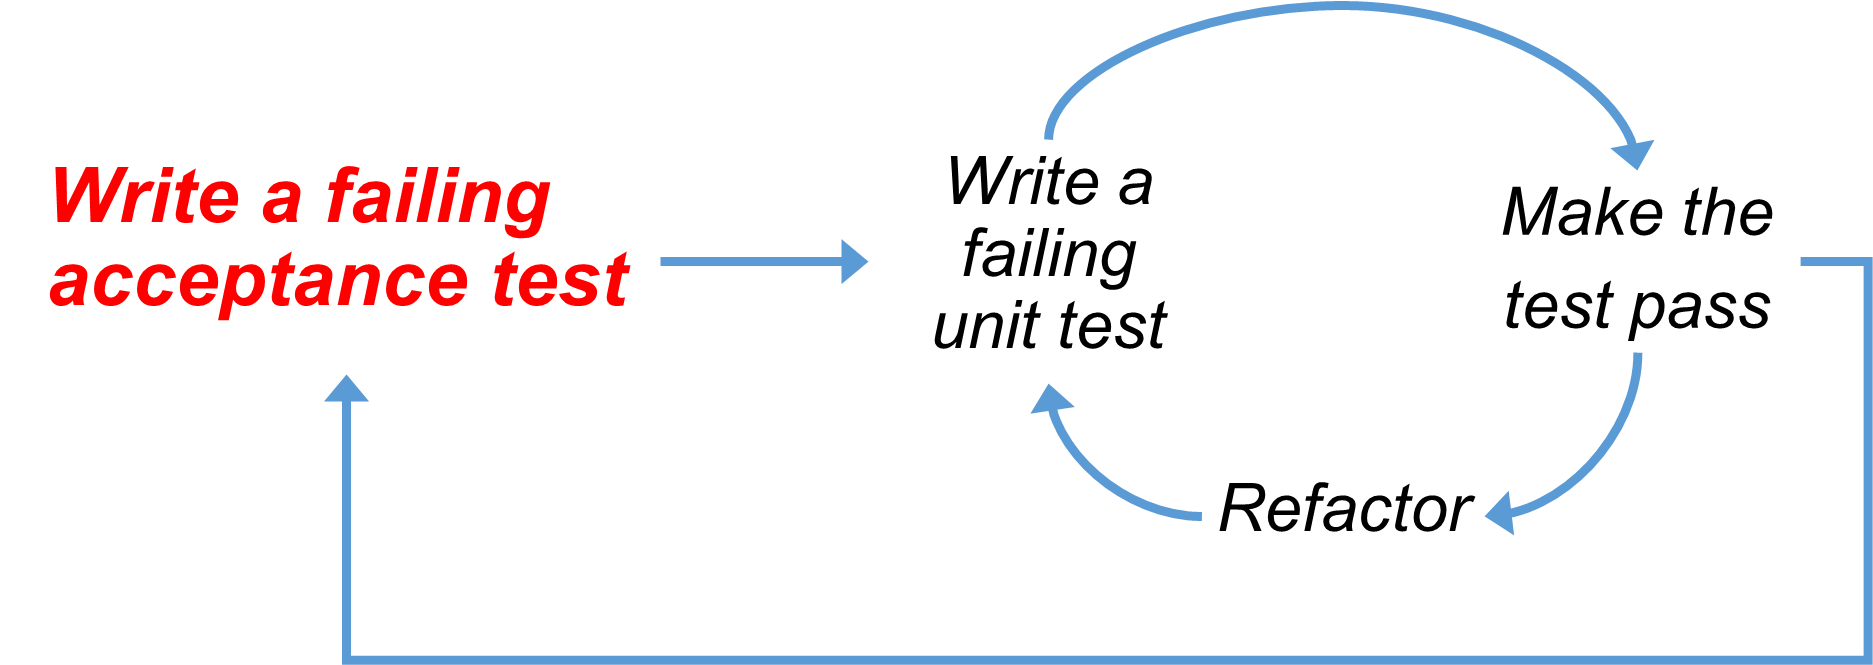 Write a failing
acceptance test
Write a
failing
unit test
Make the
test pass
Refactor